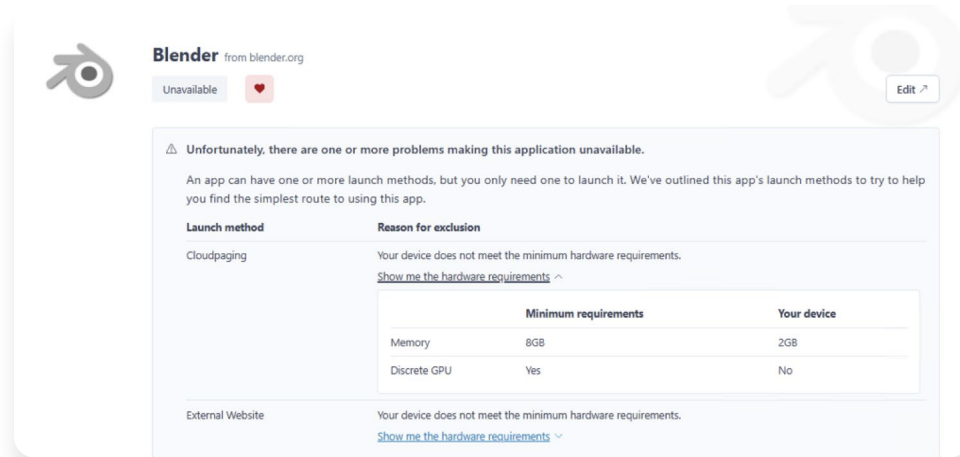 Blender from blender.org
Unavailable
Edit
Unfortunately, there are one or more problems making this application unavailable.
An app can have one or more launch methods, but you only need one to launch it. We've outlined this app's launch methods to try to help
you find the simplest route to using this app.
Launch method Reason for exclusion
Cloudpaging Your device does not meet the minimum hardware requirements.
Show me the hardware requirements
Minimum requirements Your device
Memory 8GB 2GB
Discrete GPU Yes No
External Website Your device does not meet the minimum hardware requirements.
Show me the hardware requirements